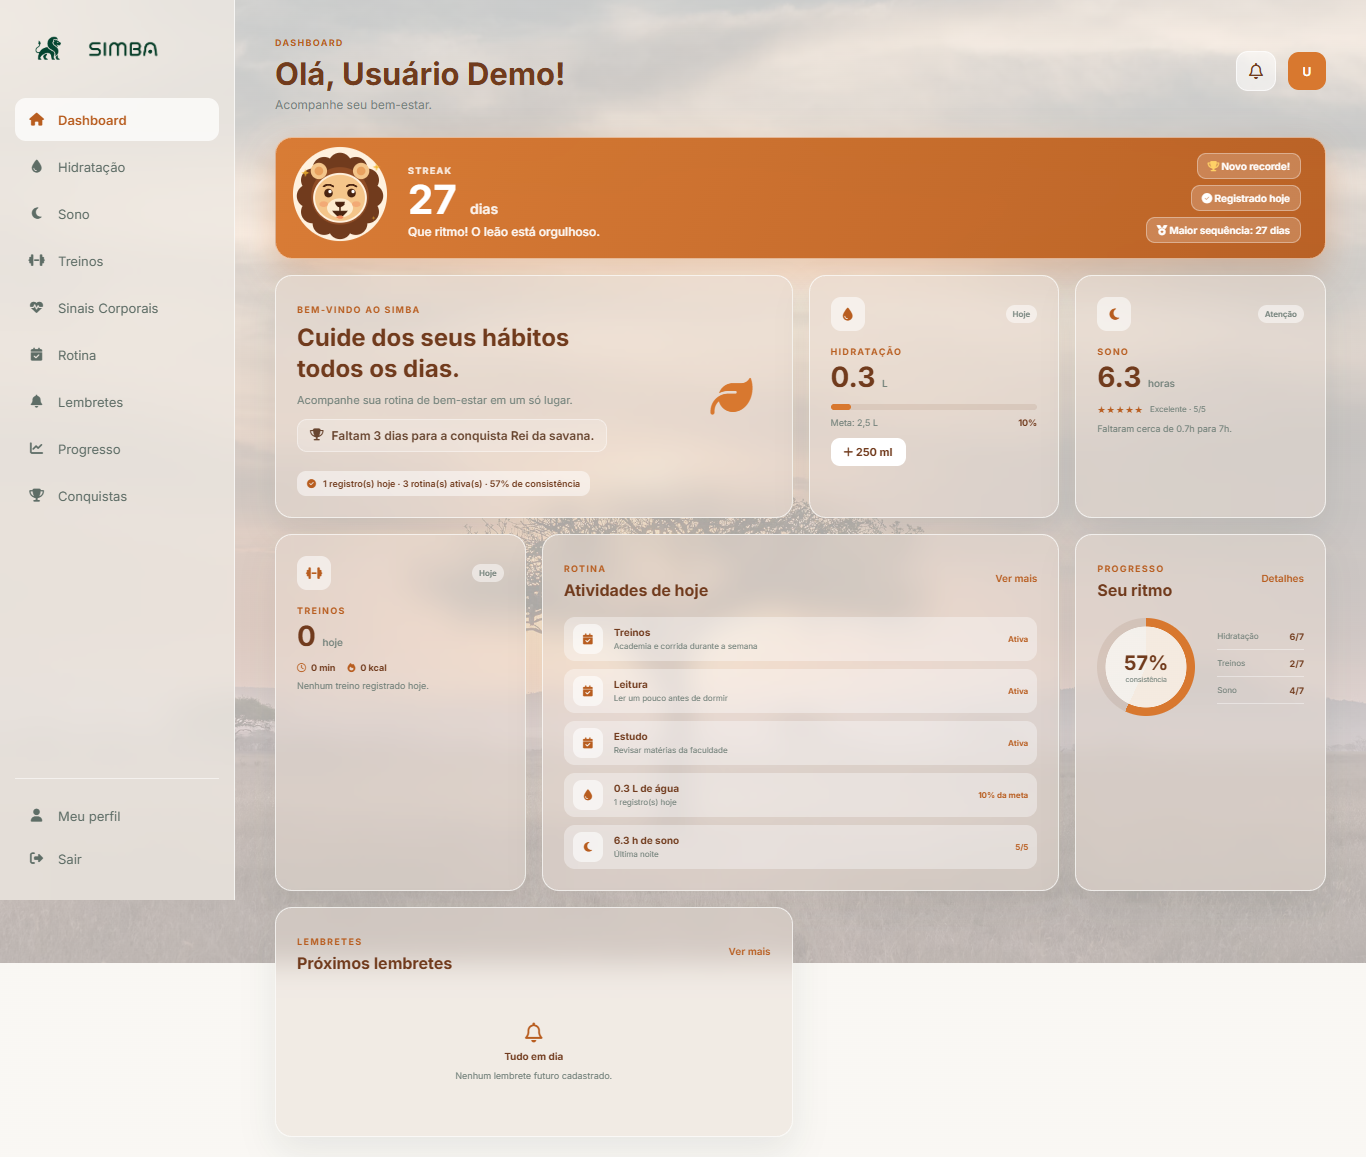 SIMBA
Dashboard
Hidratação
Sono
Treinos
Sinais Corporais
Rotina
Lembretes
Progresso
Conquistas
Meu perfil
Sair
DASHBOARD
Olá, Usuário Demo!
Acompanhe seu bem-estar.
U
STREAK
27 dias
Que ritmo! O leão está orgulhoso.
Novo recorde!
Registrado hoje
Maior sequência: 27 dias
BEM-VINDO AO SIMBA
Cuide dos seus hábitos
todos os dias.
Acompanhe sua rotina de bem-estar em um só lugar.
Faltam 3 dias para a conquista Rei da savana.
1 registro(s) hoje · 3 rotina(s) ativa(s) · 57% de consistência
Hoje
HIDRATAÇÃO
0.3 L
Meta: 2,5 L 10%
+ 250 ml
Atenção
SONO
6.3 horas
★★★★★ Excelente · 5/5
Faltaram cerca de 0.7h para 7h.
Hoje
TREINOS
0 hoje
0 min 0 kcal
Nenhum treino registrado hoje.
ROTINA
Atividades de hoje
Ver mais
Treinos
Academia e corrida durante a semana
Ativa
Leitura
Ler um pouco antes de dormir
Ativa
Estudo
Revisar matérias da faculdade
Ativa
0.3 L de água
1 registro(s) hoje
10% da meta
6.3 h de sono
Última noite
5/5
PROGRESSO
Seu ritmo
Detalhes
57%
consistência
Hidratação 6/7
Treinos 2/7
Sono 4/7
LEMBRETES
Próximos lembretes
Ver mais
Tudo em dia
Nenhum lembrete futuro cadastrado.